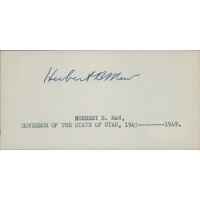 Herbert B Maw
HERBERT B. MAW,
GOVERNOR OF THE STATE OF UTAH, 1945--------1949.